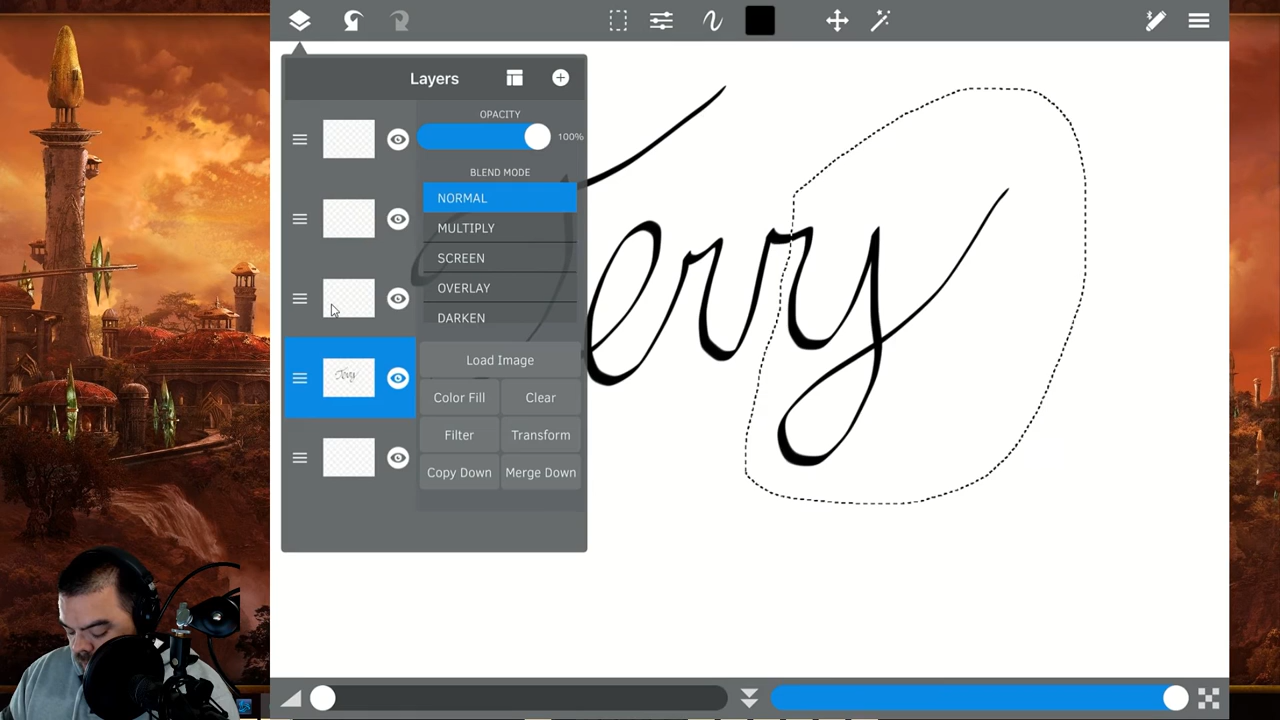 Layers
OPACITY
100%
BLEND MODE
NORMAL
MULTIPLY
SCREEN
OVERLAY
DARKEN
Load Image
Color Fill
Clear
Filter
Transform
Copy Down
Merge Down
Terry